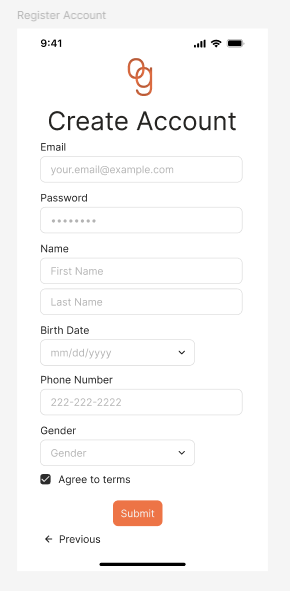 Register Account
9:41
og
Create Account
Email
your.email@example.com
Password
••••••••
Name
First Name
Last Name
Birth Date
mm/dd/yyyy
Phone Number
222-222-2222
Gender
Gender
Agree to terms
Submit
← Previous